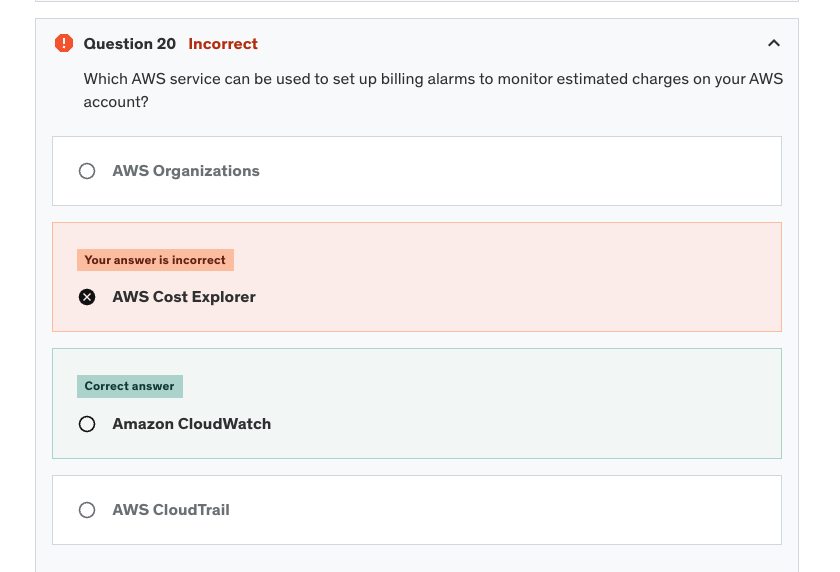 Question 20 Incorrect
Which AWS service can be used to set up billing alarms to monitor estimated charges on your AWS
account?
AWS Organizations
Your answer is incorrect
AWS Cost Explorer
Correct answer
Amazon CloudWatch
AWS CloudTrail